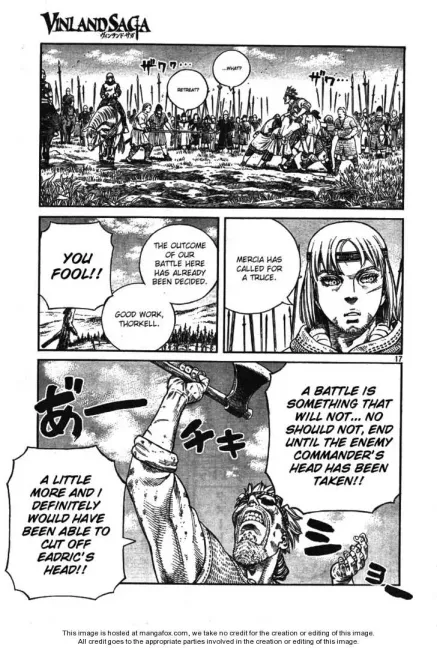 VINLAND SAGA
ヴィンランド・サガ
ザワァ...
...WHAT?
RETREAT?
ザワァ...
MERCIA HAS
CALLED FOR
A TRUCE.
THE OUTCOME
OF OUR
BATTLE HERE
HAS ALREADY
BEEN DECIDED.
GOOD WORK,
THORKELL.
YOU
FOOL!!
17
A BATTLE IS
SOMETHING THAT
WILL NOT... NO
SHOULD NOT, END
UNTIL THE ENEMY
COMMANDER'S
HEAD HAS BEEN
TAKEN!!
あ゛ー
チキ
ミミ
ョー
A LITTLE
MORE AND I
DEFINITELY
WOULD HAVE
BEEN ABLE TO
CUT OFF
EADRIC'S
HEAD!!
This image is hosted at mangafox.com, we take no credit for the creation or editing of this image.
All credit goes to the appropriate parties involved in the creation or editing of this image.